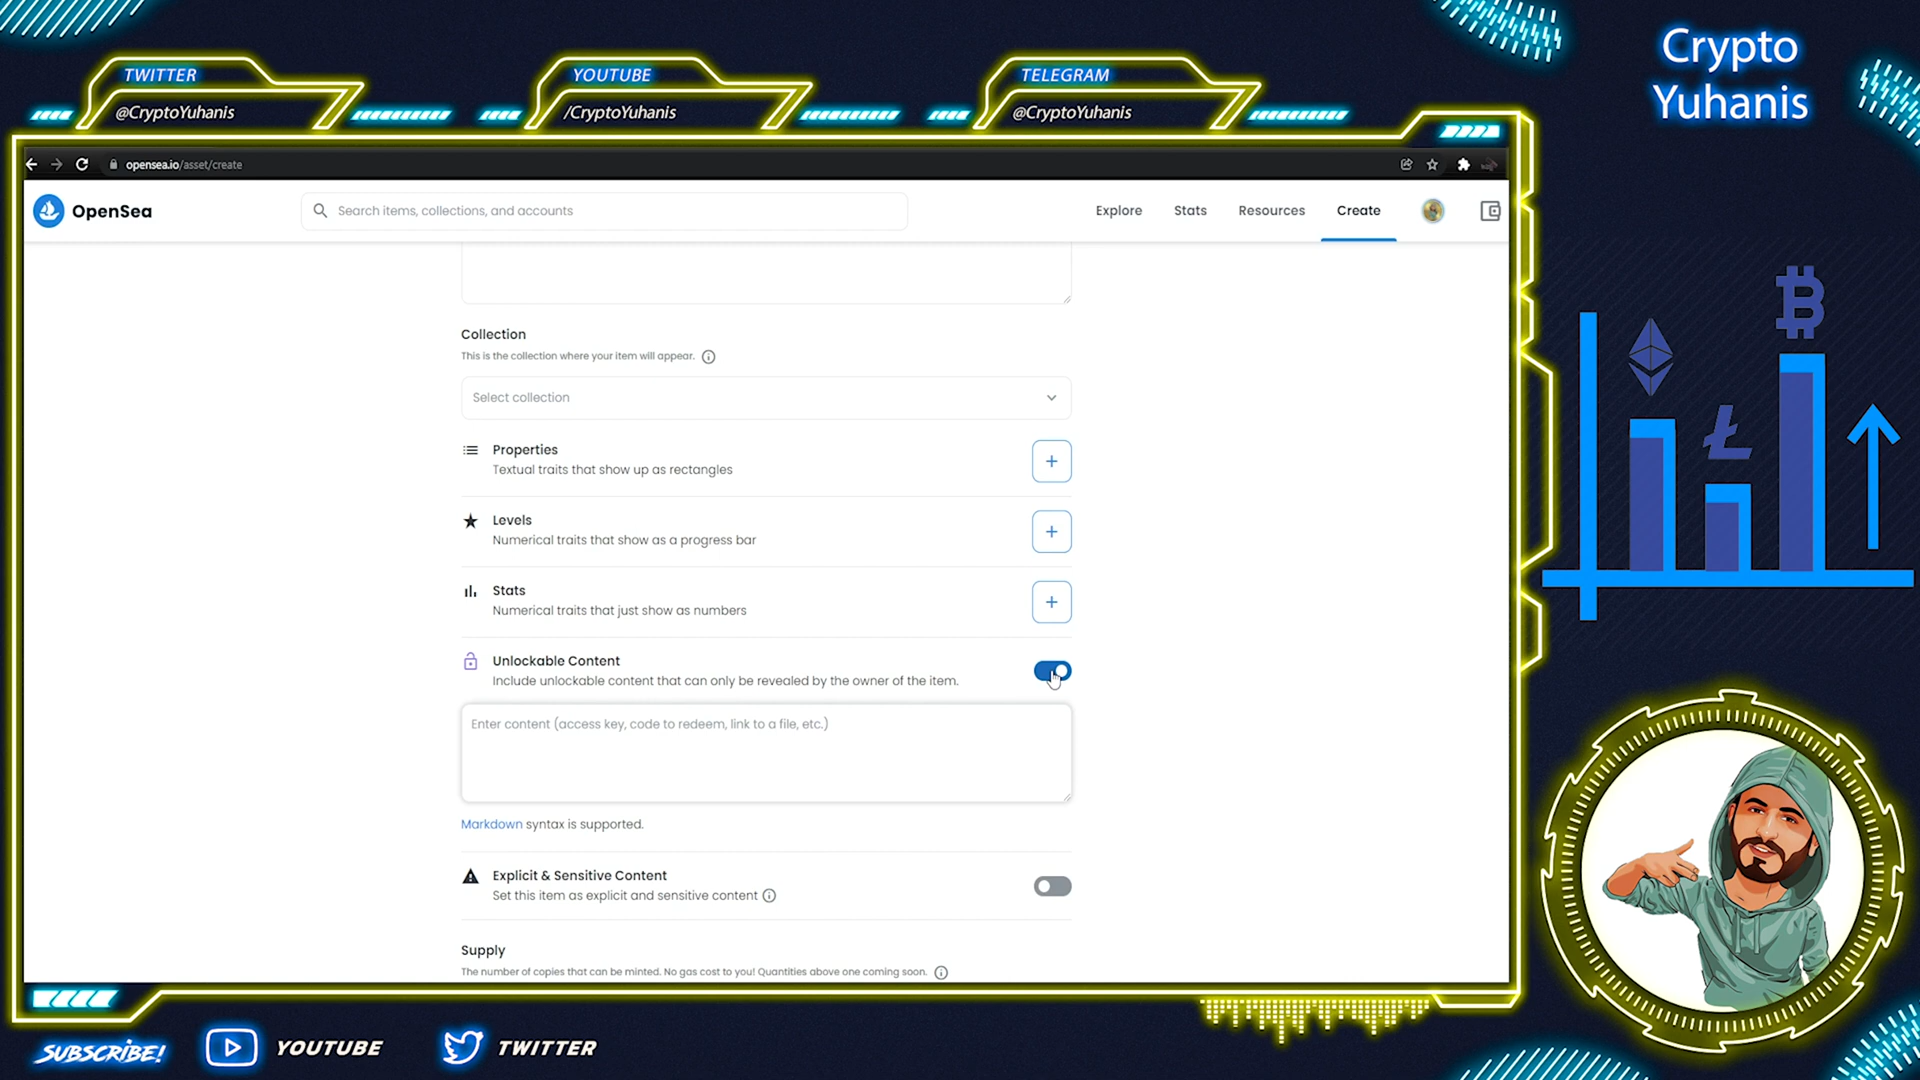 TWITTER
@CryptoYuhanis
YOUTUBE
/CryptoYuhanis
TELEGRAM
@CryptoYuhanis
Crypto
Yuhanis
opensea.io/asset/create
OpenSea
Search items, collections, and accounts
Explore
Stats
Resources
Create
Collection
This is the collection where your item will appear.
Select collection
Properties
Textual traits that show up as rectangles
Levels
Numerical traits that show as a progress bar
Stats
Numerical traits that just show as numbers
Unlockable Content
Include unlockable content that can only be revealed by the owner of the item.
Enter content (access key, code to redeem, link to a file, etc.)
Markdown syntax is supported.
Explicit & Sensitive Content
Set this item as explicit and sensitive content
Supply
The number of copies that can be minted. No gas cost to you! Quantities above one coming soon.
SUBSCRIBE!
YOUTUBE
TWITTER